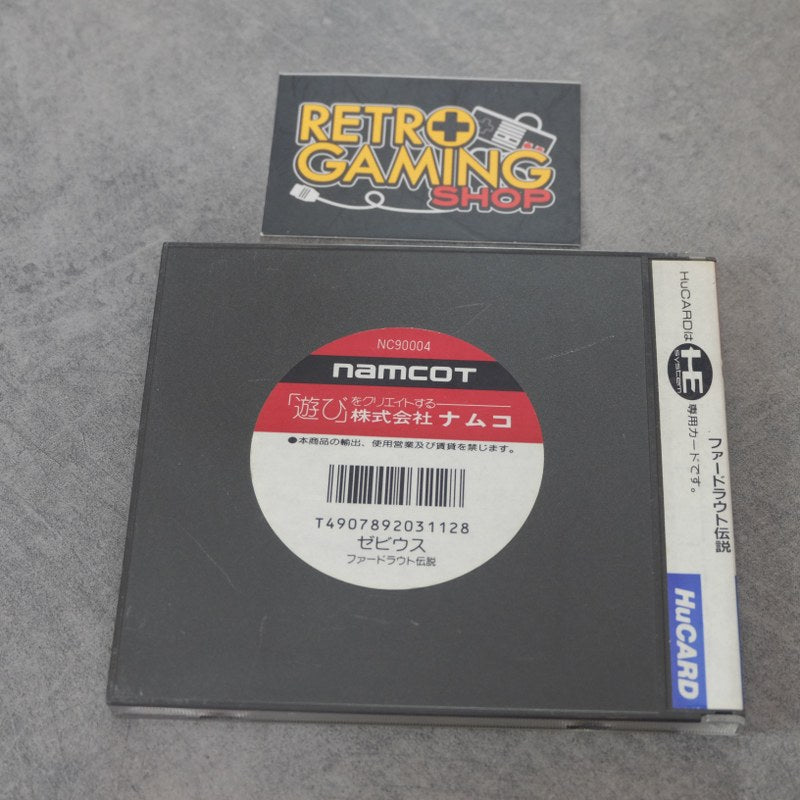 RETRO
GAMING
SHOP
NC90004
namcot
「遊び」をクリエイトする
株式会社ナムコ
●本商品の輸出、使用営業及び賃貸を禁じます。
T4907892031128
ゼビウス
ファードラウト伝説
HuCARDは HE system 専用カードです。
ファードラウト伝説
HuCARD